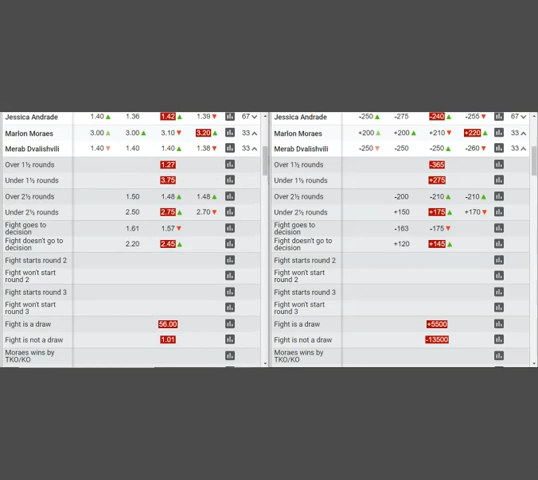 Jessica Andrade 1.40▲ 1.36 1.42▲ 1.39▼ 67
Marlon Moraes 3.00▲ 3.00▲ 3.10▼ 3.20▲ 33
Merab Dvalishvili 1.40▼ 1.40 1.40▲ 1.38▼ 33
Over 1½ rounds 1.27
Under 1½ rounds 3.75
Over 2½ rounds 1.50 1.48▲ 1.48▲
Under 2½ rounds 2.50 2.75▲ 2.70▼
Fight goes to
decision 1.61 1.57▼
Fight doesn't go to
decision 2.20 2.45▲
Fight starts round 2
Fight won't start
round 2
Fight starts round 3
Fight won't start
round 3
Fight is a draw 56.00
Fight is not a draw 1.01
Moraes wins by
TKO/KO
Jessica Andrade -250▲ -275 -240▲ -255▼ 67
Marlon Moraes +200▲ +200▲ +210▼ +220▲ 33
Merab Dvalishvili -250▼ -250 -250▲ -260▼ 33
Over 1½ rounds -365
Under 1½ rounds +275
Over 2½ rounds -200 -210▲ -210▲
Under 2½ rounds +150 +175▲ +170▼
Fight goes to
decision -163 -175▼
Fight doesn't go to
decision +120 +145▲
Fight starts round 2
Fight won't start
round 2
Fight starts round 3
Fight won't start
round 3
Fight is a draw +5500
Fight is not a draw -13500
Moraes wins by
TKO/KO